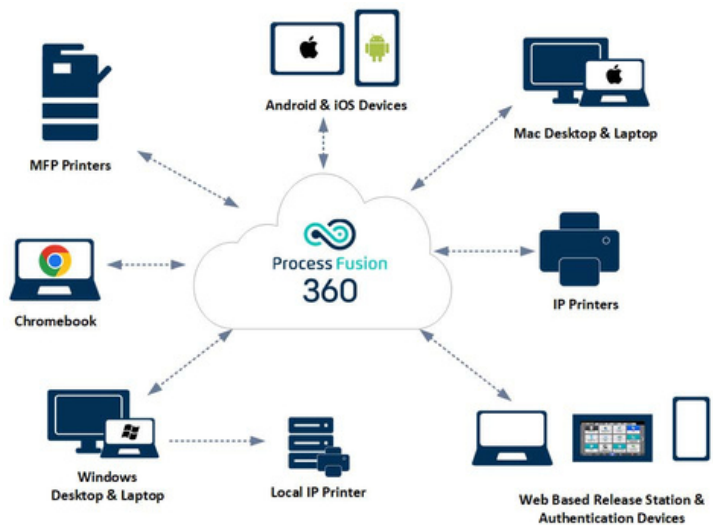 Android & iOS Devices
Mac Desktop & Laptop
MFP Printers
Process Fusion
360
Chromebook
IP Printers
Windows
Desktop & Laptop
Local IP Printer
Web Based Release Station &
Authentication Devices